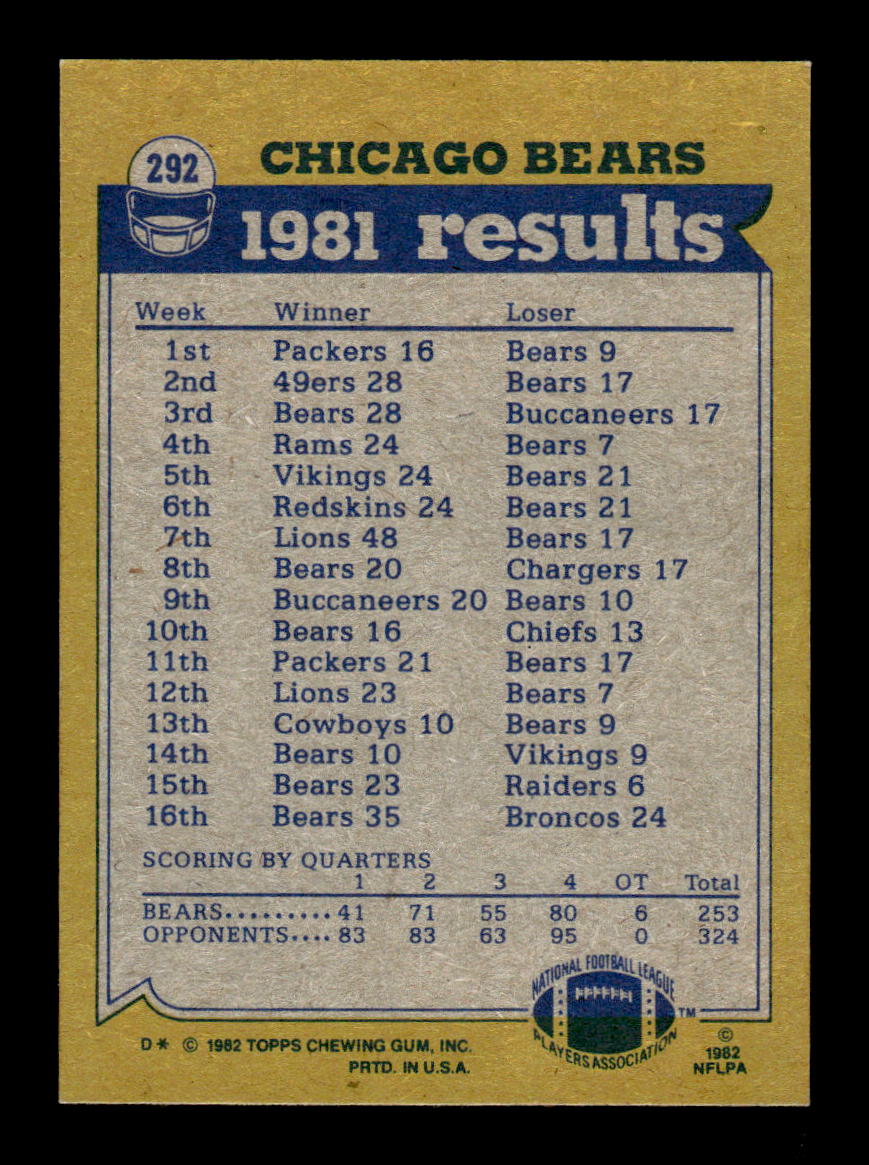 292
CHICAGO BEARS
1981 results
Week Winner Loser
1st Packers 16 Bears 9
2nd 49ers 28 Bears 17
3rd Bears 28 Buccaneers 17
4th Rams 24 Bears 7
5th Vikings 24 Bears 21
6th Redskins 24 Bears 21
7th Lions 48 Bears 17
8th Bears 20 Chargers 17
9th Buccaneers 20 Bears 10
10th Bears 16 Chiefs 13
11th Packers 21 Bears 17
12th Lions 23 Bears 7
13th Cowboys 10 Bears 9
14th Bears 10 Vikings 9
15th Bears 23 Raiders 6
16th Bears 35 Broncos 24
SCORING BY QUARTERS
1 2 3 4 OT Total
BEARS......... 41 71 55 80 6 253
OPPONENTS.... 83 83 63 95 0 324
NATIONAL FOOTBALL LEAGUE
PLAYERS ASSOCIATION
TM
D* © 1982 TOPPS CHEWING GUM, INC.
PRTD. IN U.S.A.
©
1982
NFLPA